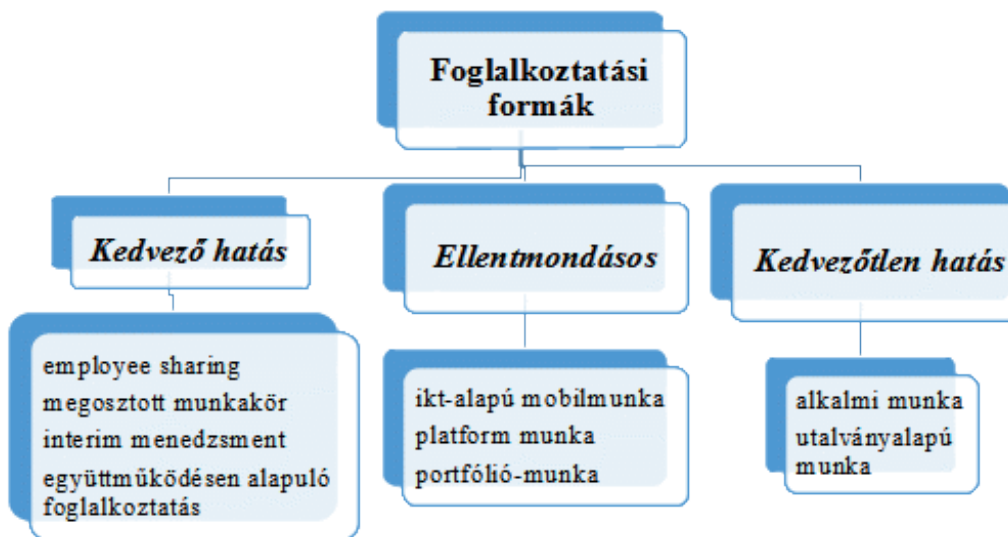 Foglalkoztatási
formák
Kedvező hatás
Ellentmondásos
Kedvezőtlen hatás
employee sharing
megosztott munkakör
interim menedzsment
együttműködésen alapuló
foglalkoztatás
ikt-alapú mobilmunka
platform munka
portfólió-munka
alkalmi munka
utalványalapú
munka